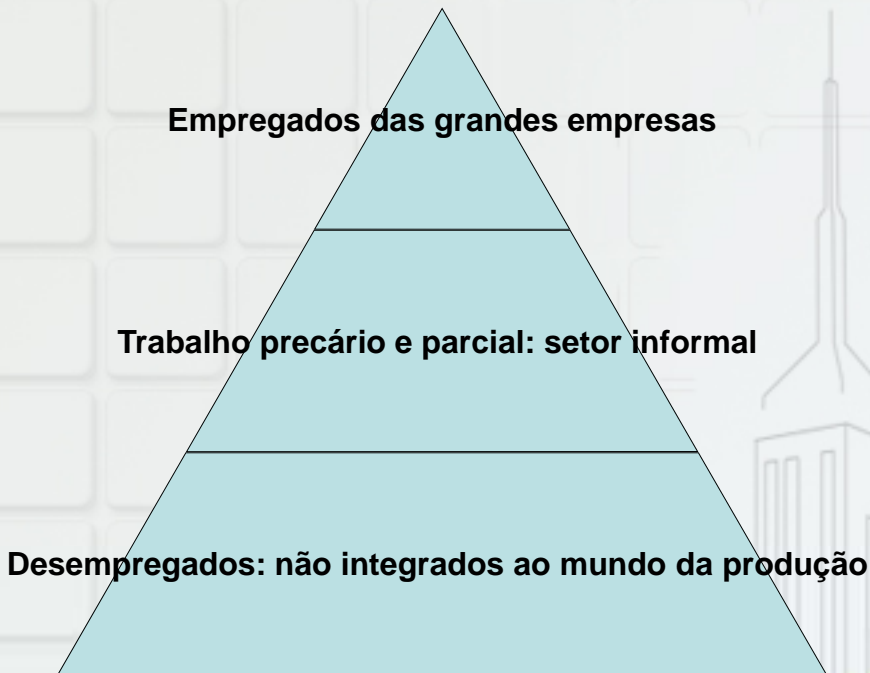 Empregados das grandes empresas
Trabalho precário e parcial: setor informal
Desempregados: não integrados ao mundo da produção